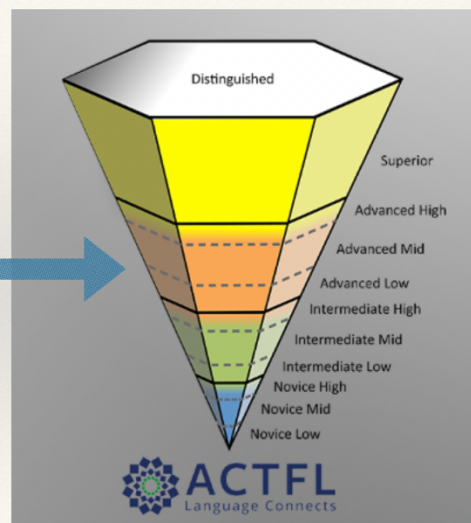 Distinguished
Superior
Advanced High
Advanced Mid
Advanced Low
Intermediate High
Intermediate Mid
Intermediate Low
Novice High
Novice Mid
Novice Low
ACTFL
Language Connects